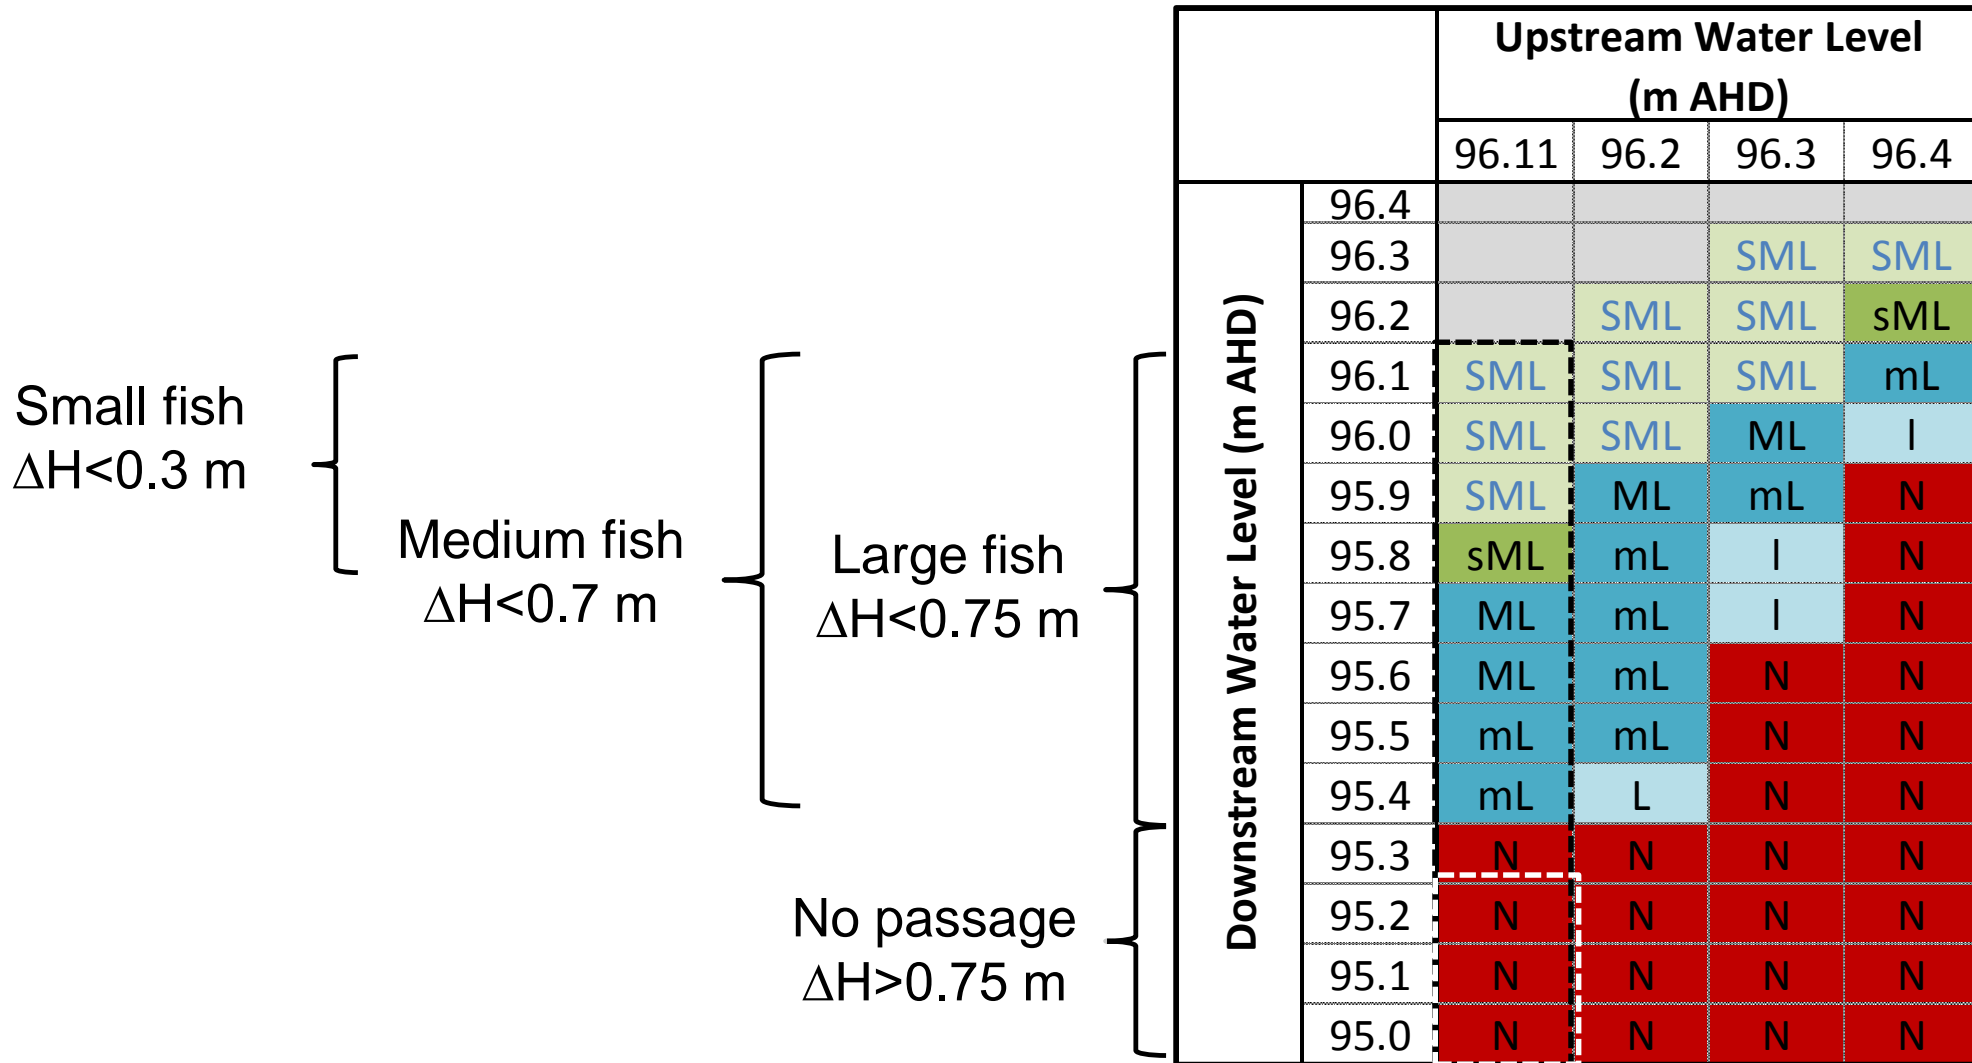 Upstream Water Level
(m AHD)
96.11 96.2 96.3 96.4
Downstream Water Level (m AHD)
96.4
96.3 SML SML
96.2 SML SML sML
96.1 SML SML SML mL
96.0 SML SML ML l
95.9 SML ML mL N
95.8 sML mL l N
95.7 ML mL l N
95.6 ML mL N N
95.5 mL mL N N
95.4 mL L N N
95.3 N N N N
95.2 N N N N
95.1 N N N N
95.0 N N N N
Small fish
ΔH<0.3 m
Medium fish
ΔH<0.7 m
Large fish
ΔH<0.75 m
No passage
ΔH>0.75 m